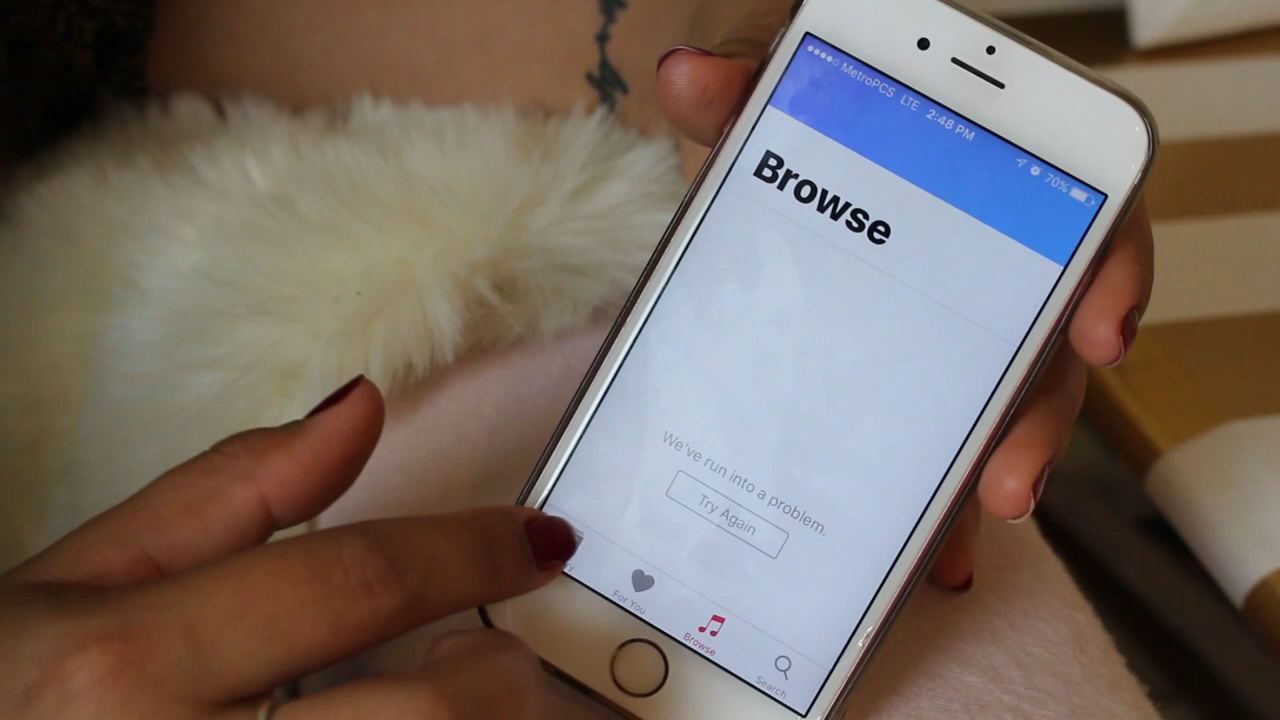 MetroPCS LTE 2:48 PM 70%
Browse
We've run into a problem.
Try Again
For You
Browse
Search